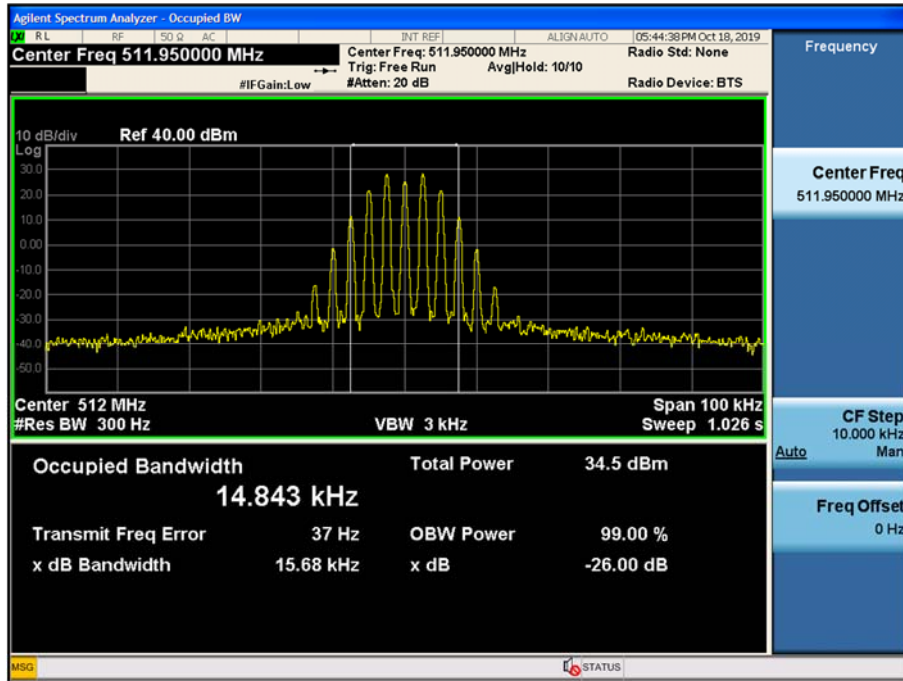 Agilent Spectrum Analyzer - Occupied BW
LXI RL RF 50 Ω AC INT REF ALIGNAUTO 05:44:38PM Oct 18, 2019
Center Freq 511.950000 MHz
Center Freq: 511.950000 MHz
Radio Std: None
Trig: Free Run Avg|Hold: 10/10
#IFGain:Low
#Atten: 20 dB
Radio Device: BTS
10 dB/div Ref 40.00 dBm
Log
30.0
20.0
10.0
0.00
-10.0
-20.0
-30.0
-40.0
-50.0
Center 512 MHz Span 100 kHz
#Res BW 300 Hz VBW 3 kHz Sweep 1.026 s
Occupied Bandwidth Total Power 34.5 dBm
14.843 kHz
Transmit Freq Error 37 Hz OBW Power 99.00 %
x dB Bandwidth 15.68 kHz x dB -26.00 dB
MSG STATUS
Frequency
Center Freq
511.950000 MHz
CF Step
10.000 kHz
Auto Man
Freq Offset
0 Hz